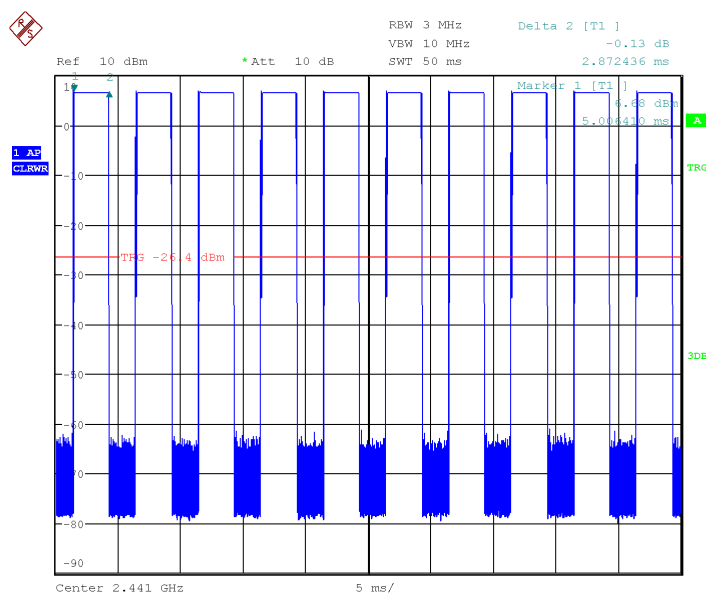 R S
RBW 3 MHz
Delta 2 [T1 ]
VBW 10 MHz
-0.13 dB
Ref 10 dBm
*Att 10 dB
SWT 50 ms
2.872436 ms
1
2
10
Marker 1 [T1 ]
6.68 dBm
5.006410 ms
0
A
1 AP
CLRWR
TRG
-10
-20
TRG -26.4 dBm
-30
-40
3DB
-50
-60
-70
-80
-90
Center 2.441 GHz
5 ms/